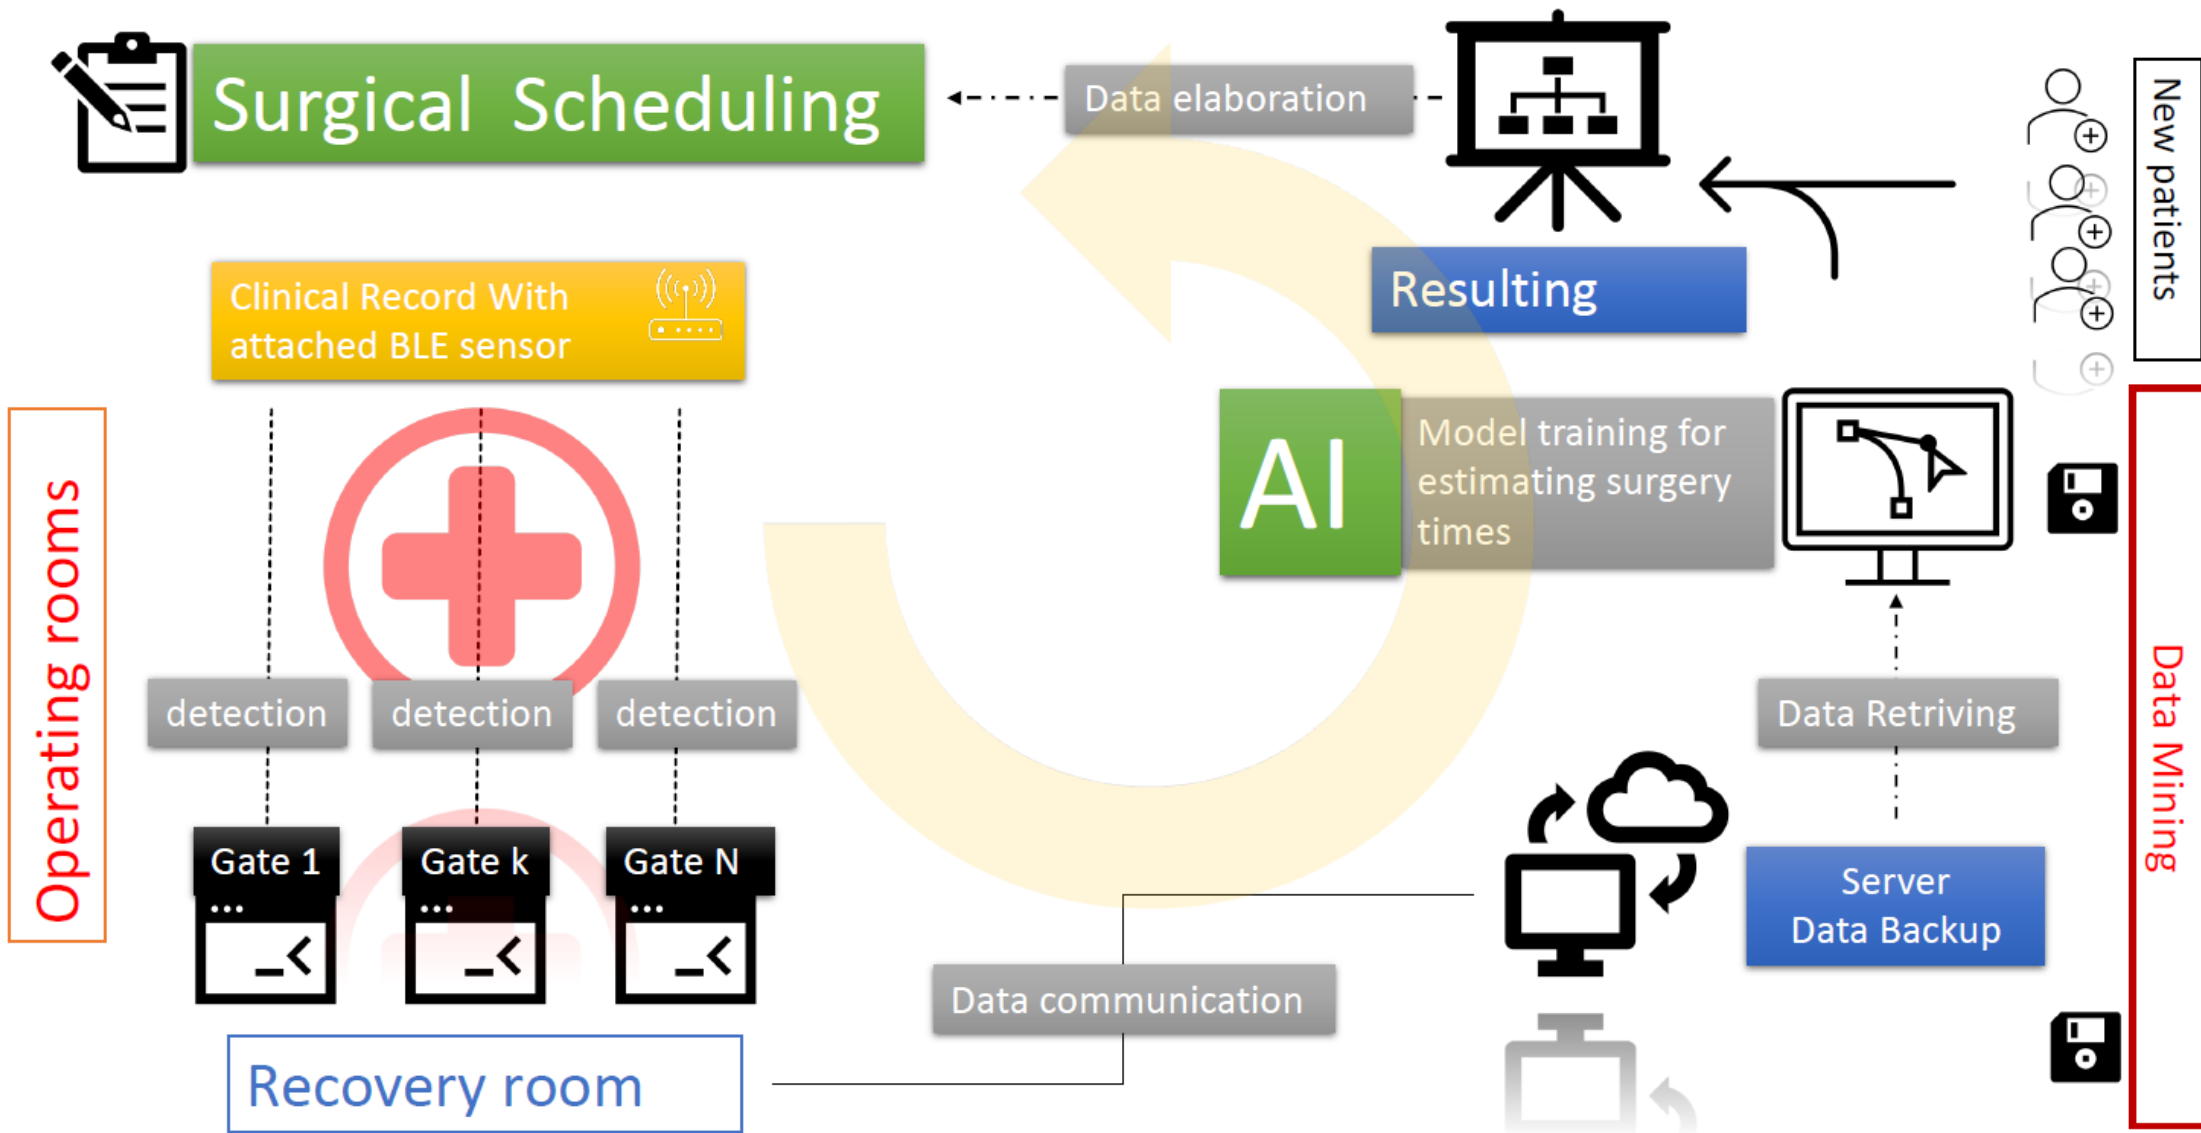 Surgical Scheduling
Data elaboration
New patients
Clinical Record With
attached BLE sensor
Resulting
AI
Model training for
estimating surgery
times
Operating rooms
detection
detection
detection
Data Retriving
Data Mining
Gate 1
Gate k
Gate N
Server
Data Backup
Data communication
Recovery room